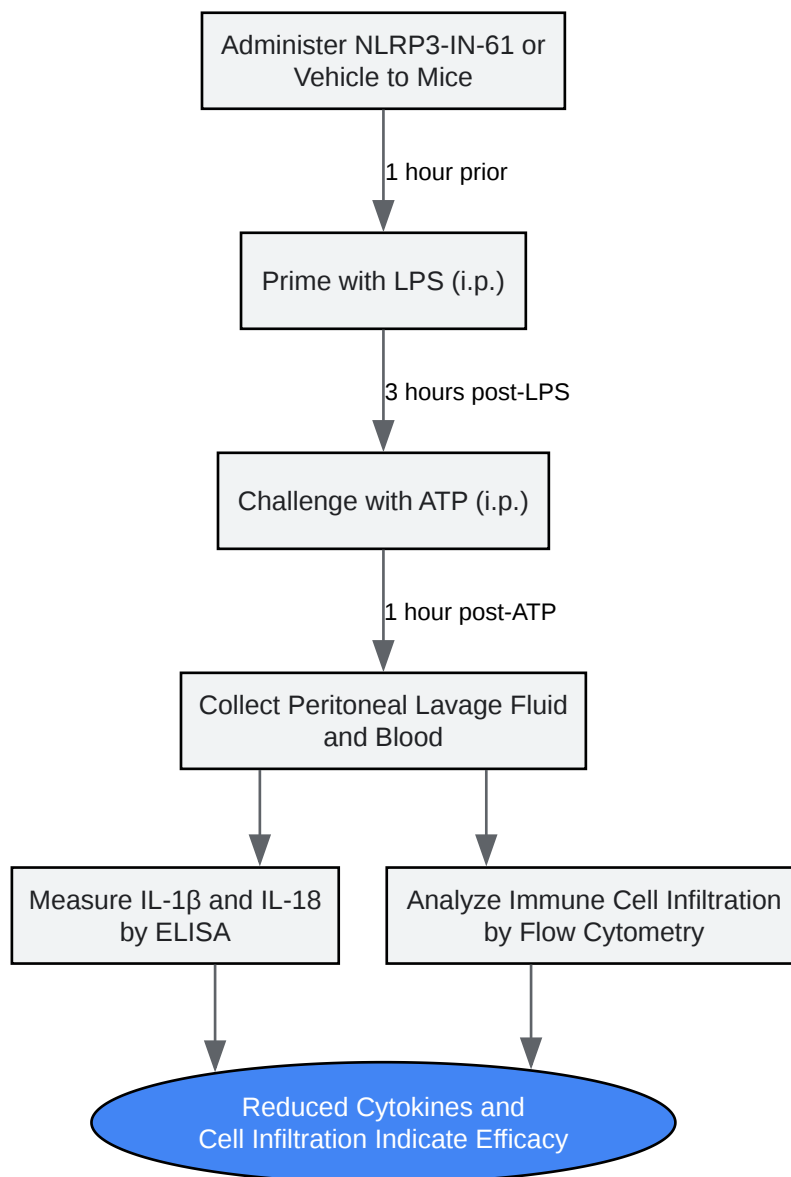 Administer NLRP3-IN-61 or
Vehicle to Mice
1 hour prior
Prime with LPS (i.p.)
3 hours post-LPS
Challenge with ATP (i.p.)
1 hour post-ATP
Collect Peritoneal Lavage Fluid
and Blood
Measure IL-1β and IL-18
by ELISA
Analyze Immune Cell Infiltration
by Flow Cytometry
Reduced Cytokines and
Cell Infiltration Indicate Efficacy